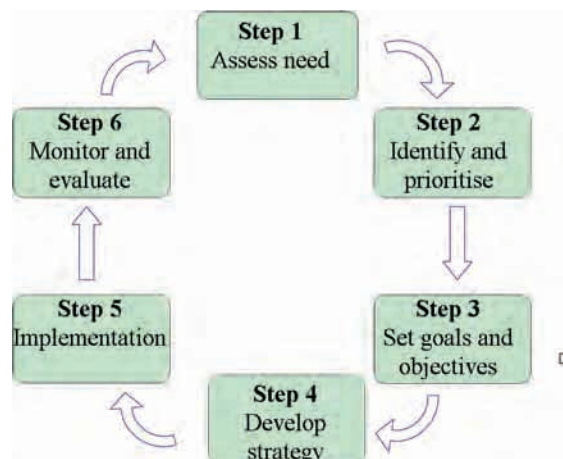 Step 1
Assess need
Step 2
Identify and
prioritise
Step 3
Set goals and
objectives
Step 4
Develop
strategy
Step 5
Implementation
Step 6
Monitor and
evaluate